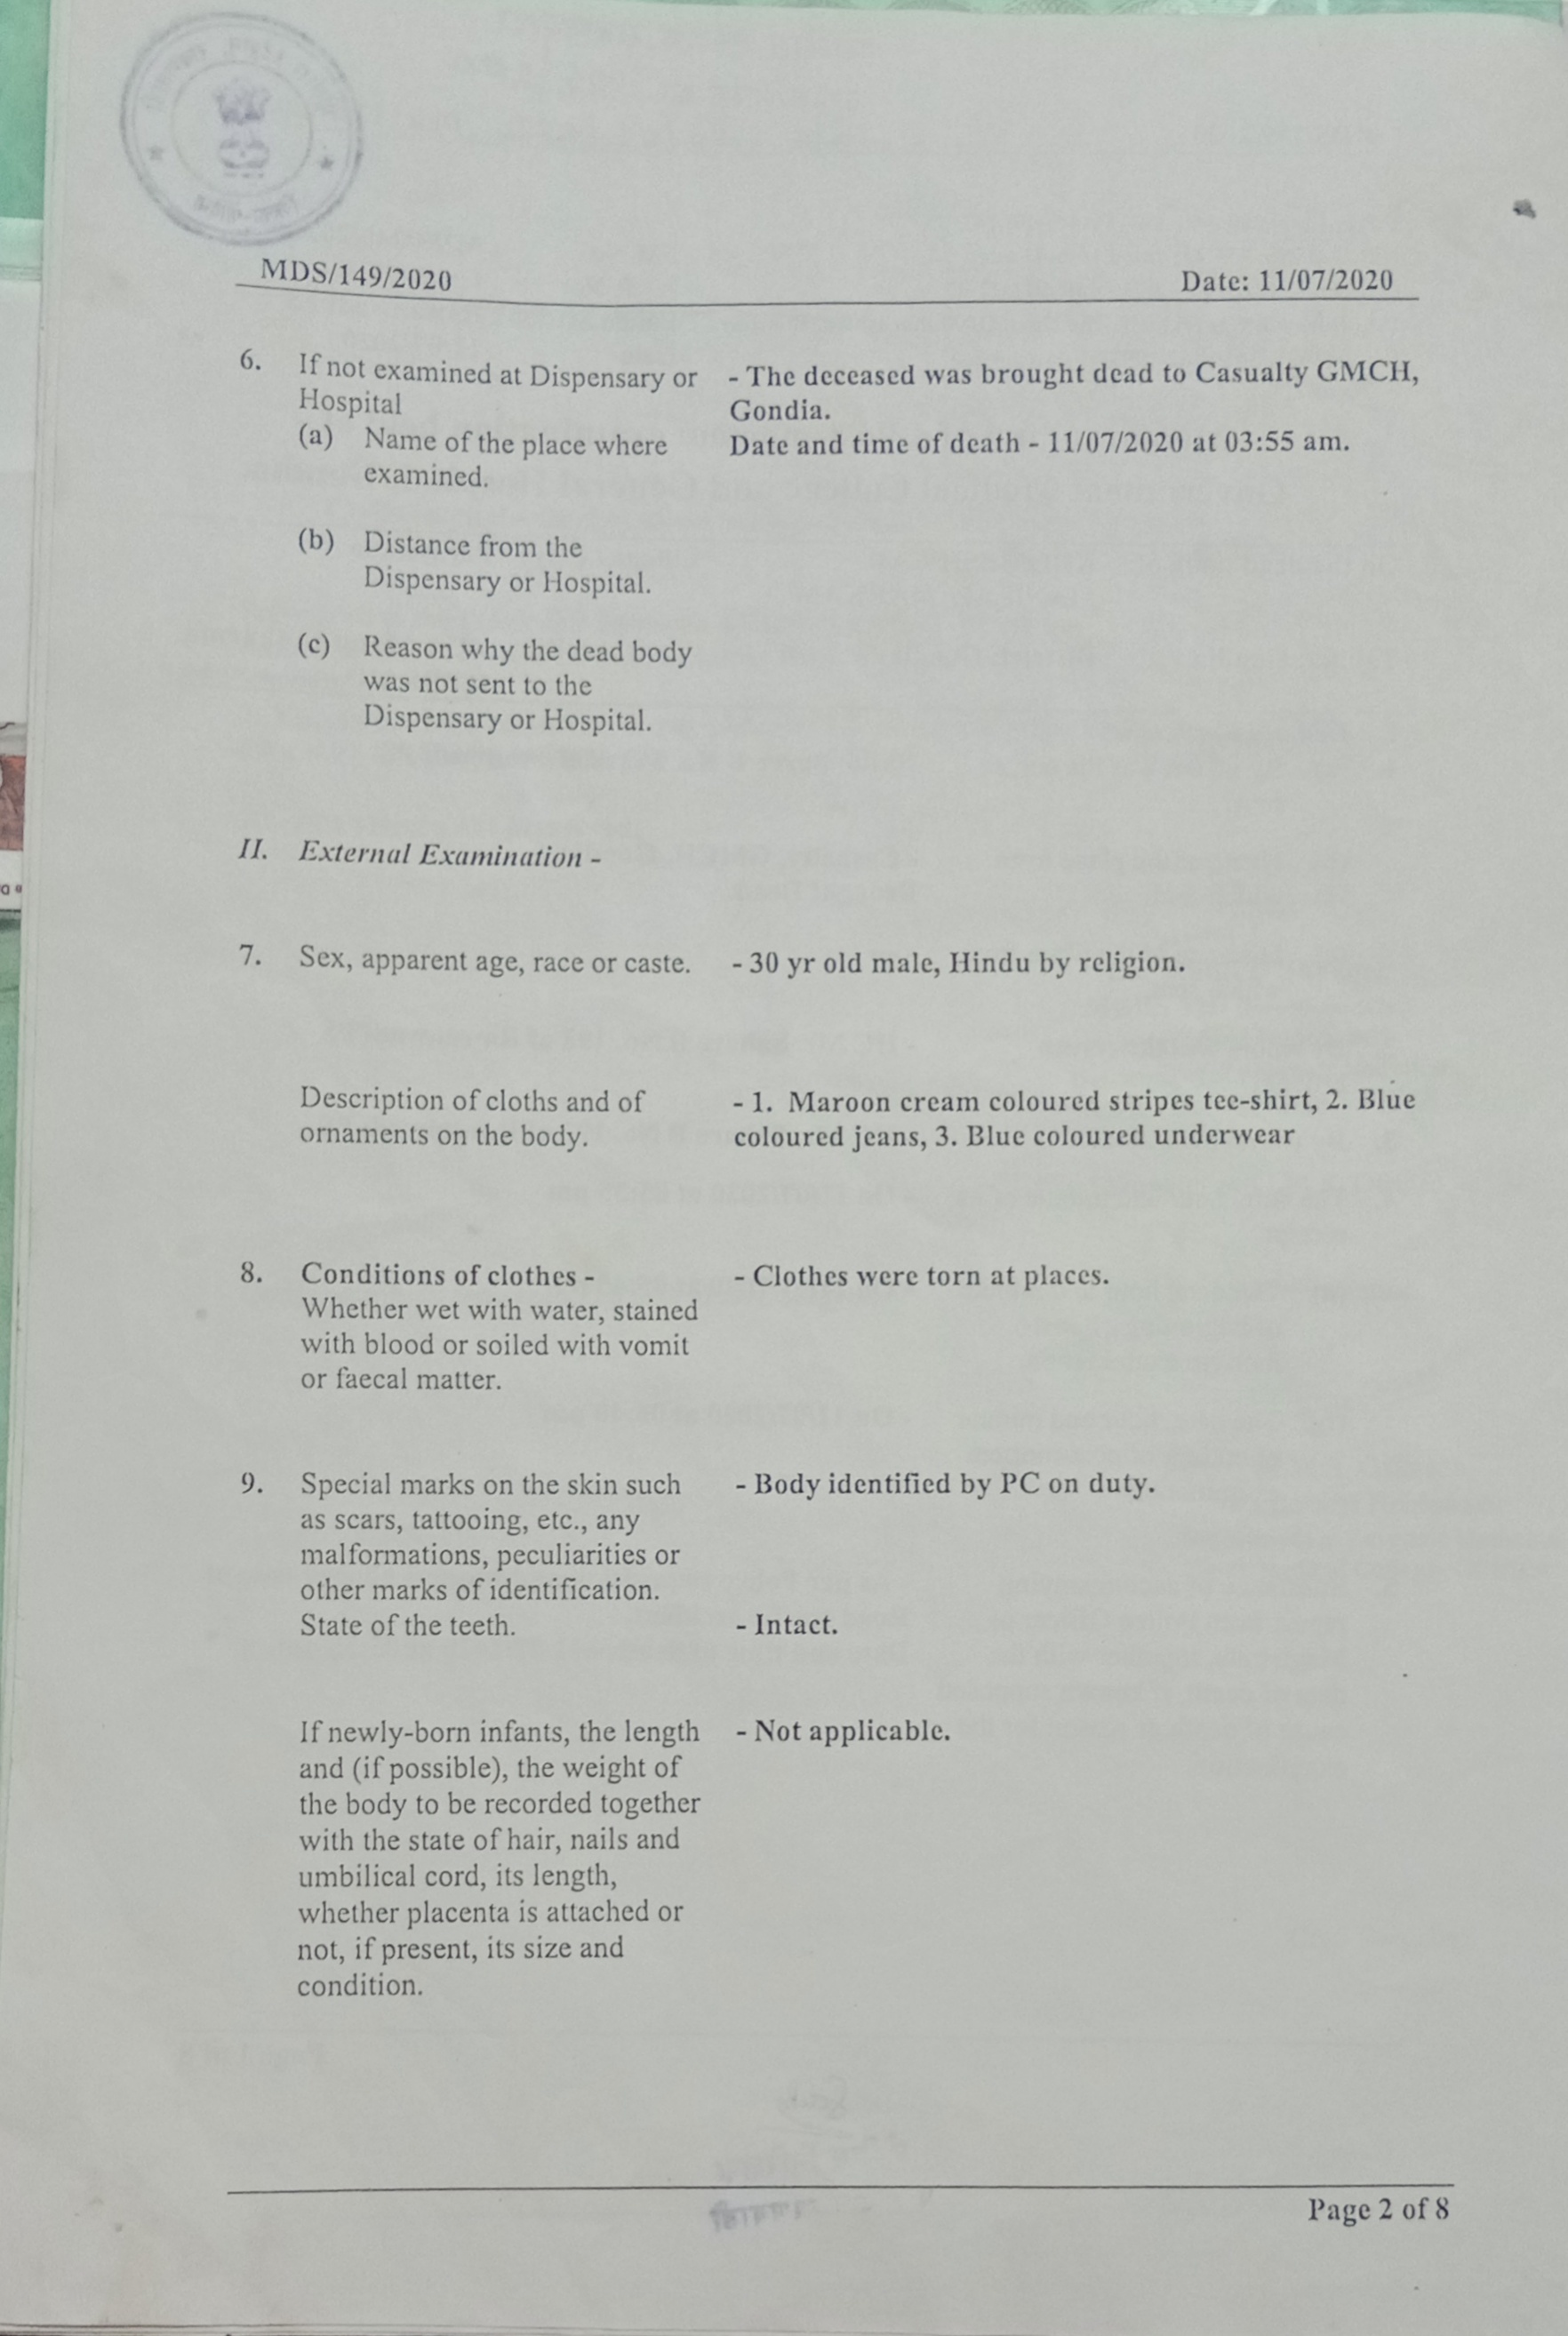 MDS/149/2020 Date: 11/07/2020
6. If not examined at Dispensary or - The deceased was brought dead to Casualty GMCH,
Hospital Gondia.
(a) Name of the place where Date and time of death - 11/07/2020 at 03:55 am.
examined.
(b) Distance from the
Dispensary or Hospital.
(c) Reason why the dead body
was not sent to the
Dispensary or Hospital.
II. External Examination -
7. Sex, apparent age, race or caste. - 30 yr old male, Hindu by religion.
Description of cloths and of - 1. Maroon cream coloured stripes tee-shirt, 2. Blue
ornaments on the body. coloured jeans, 3. Blue coloured underwear
8. Conditions of clothes - - Clothes were torn at places.
Whether wet with water, stained
with blood or soiled with vomit
or faecal matter.
9. Special marks on the skin such - Body identified by PC on duty.
as scars, tattooing, etc., any
malformations, peculiarities or
other marks of identification.
State of the teeth. - Intact.
If newly-born infants, the length - Not applicable.
and (if possible), the weight of
the body to be recorded together
with the state of hair, nails and
umbilical cord, its length,
whether placenta is attached or
not, if present, its size and
condition.
Page 2 of 8